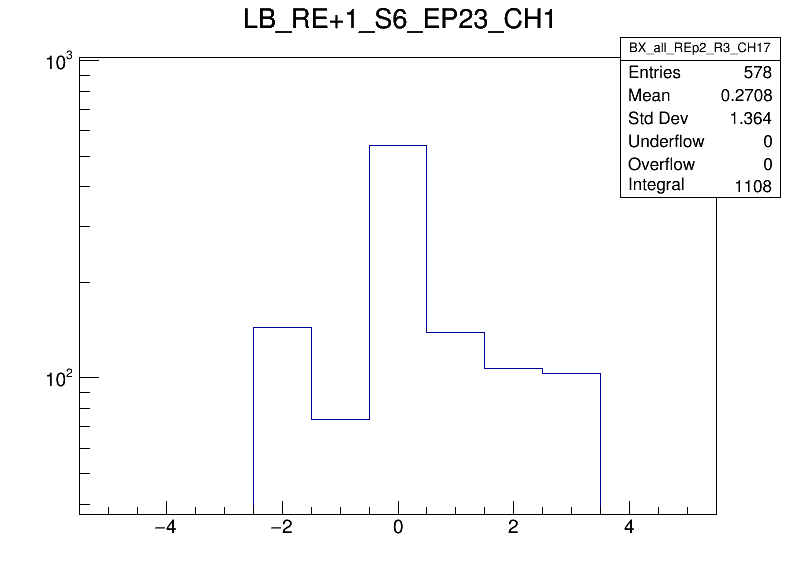 LB_RE+1_S6_EP23_CH1
BX_all_REp2_R3_CH17
Entries 578
Mean 0.2708
Std Dev 1.364
Underflow 0
Overflow 0
Integral 1108
10³
10²
−4 −2 0 2 4